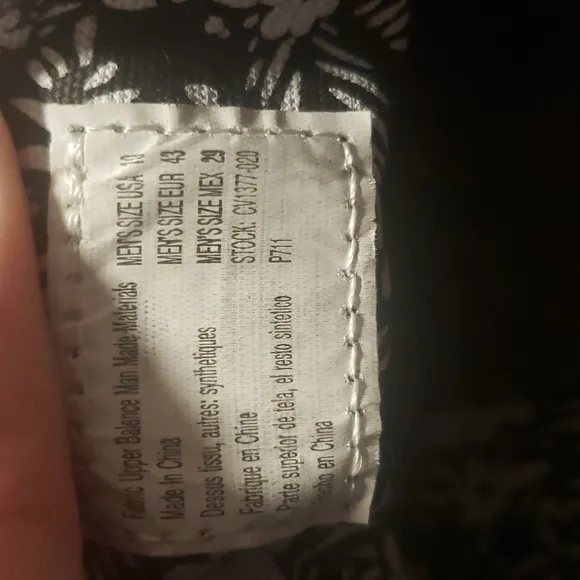 MEN'S SIZE USA 10
MEN'S SIZE EUR 43
MEN'S SIZE MEX 29
STOCK: CV1377-020
P711
Fabric Upper Balence Man Made Materials
Made In China
Dessus tissu, autres: synthetiques
Fabrique en Chine
Parte superior de tela, el resto sintetico
Hecho en China